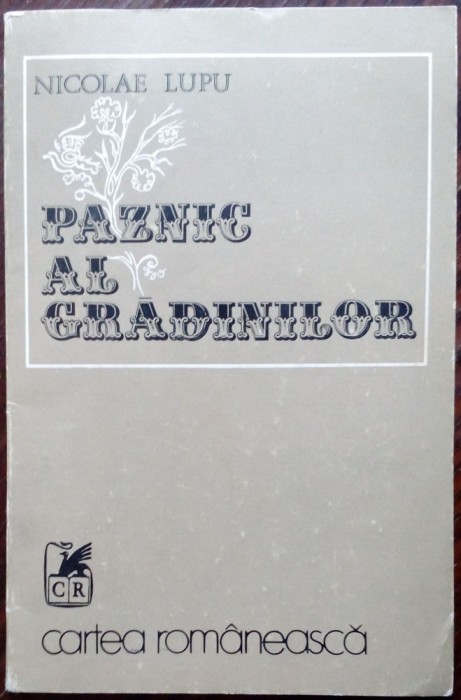 NICOLAE LUPU
PAZNIC
AL
GRĂDINILOR
CR
cartea românească